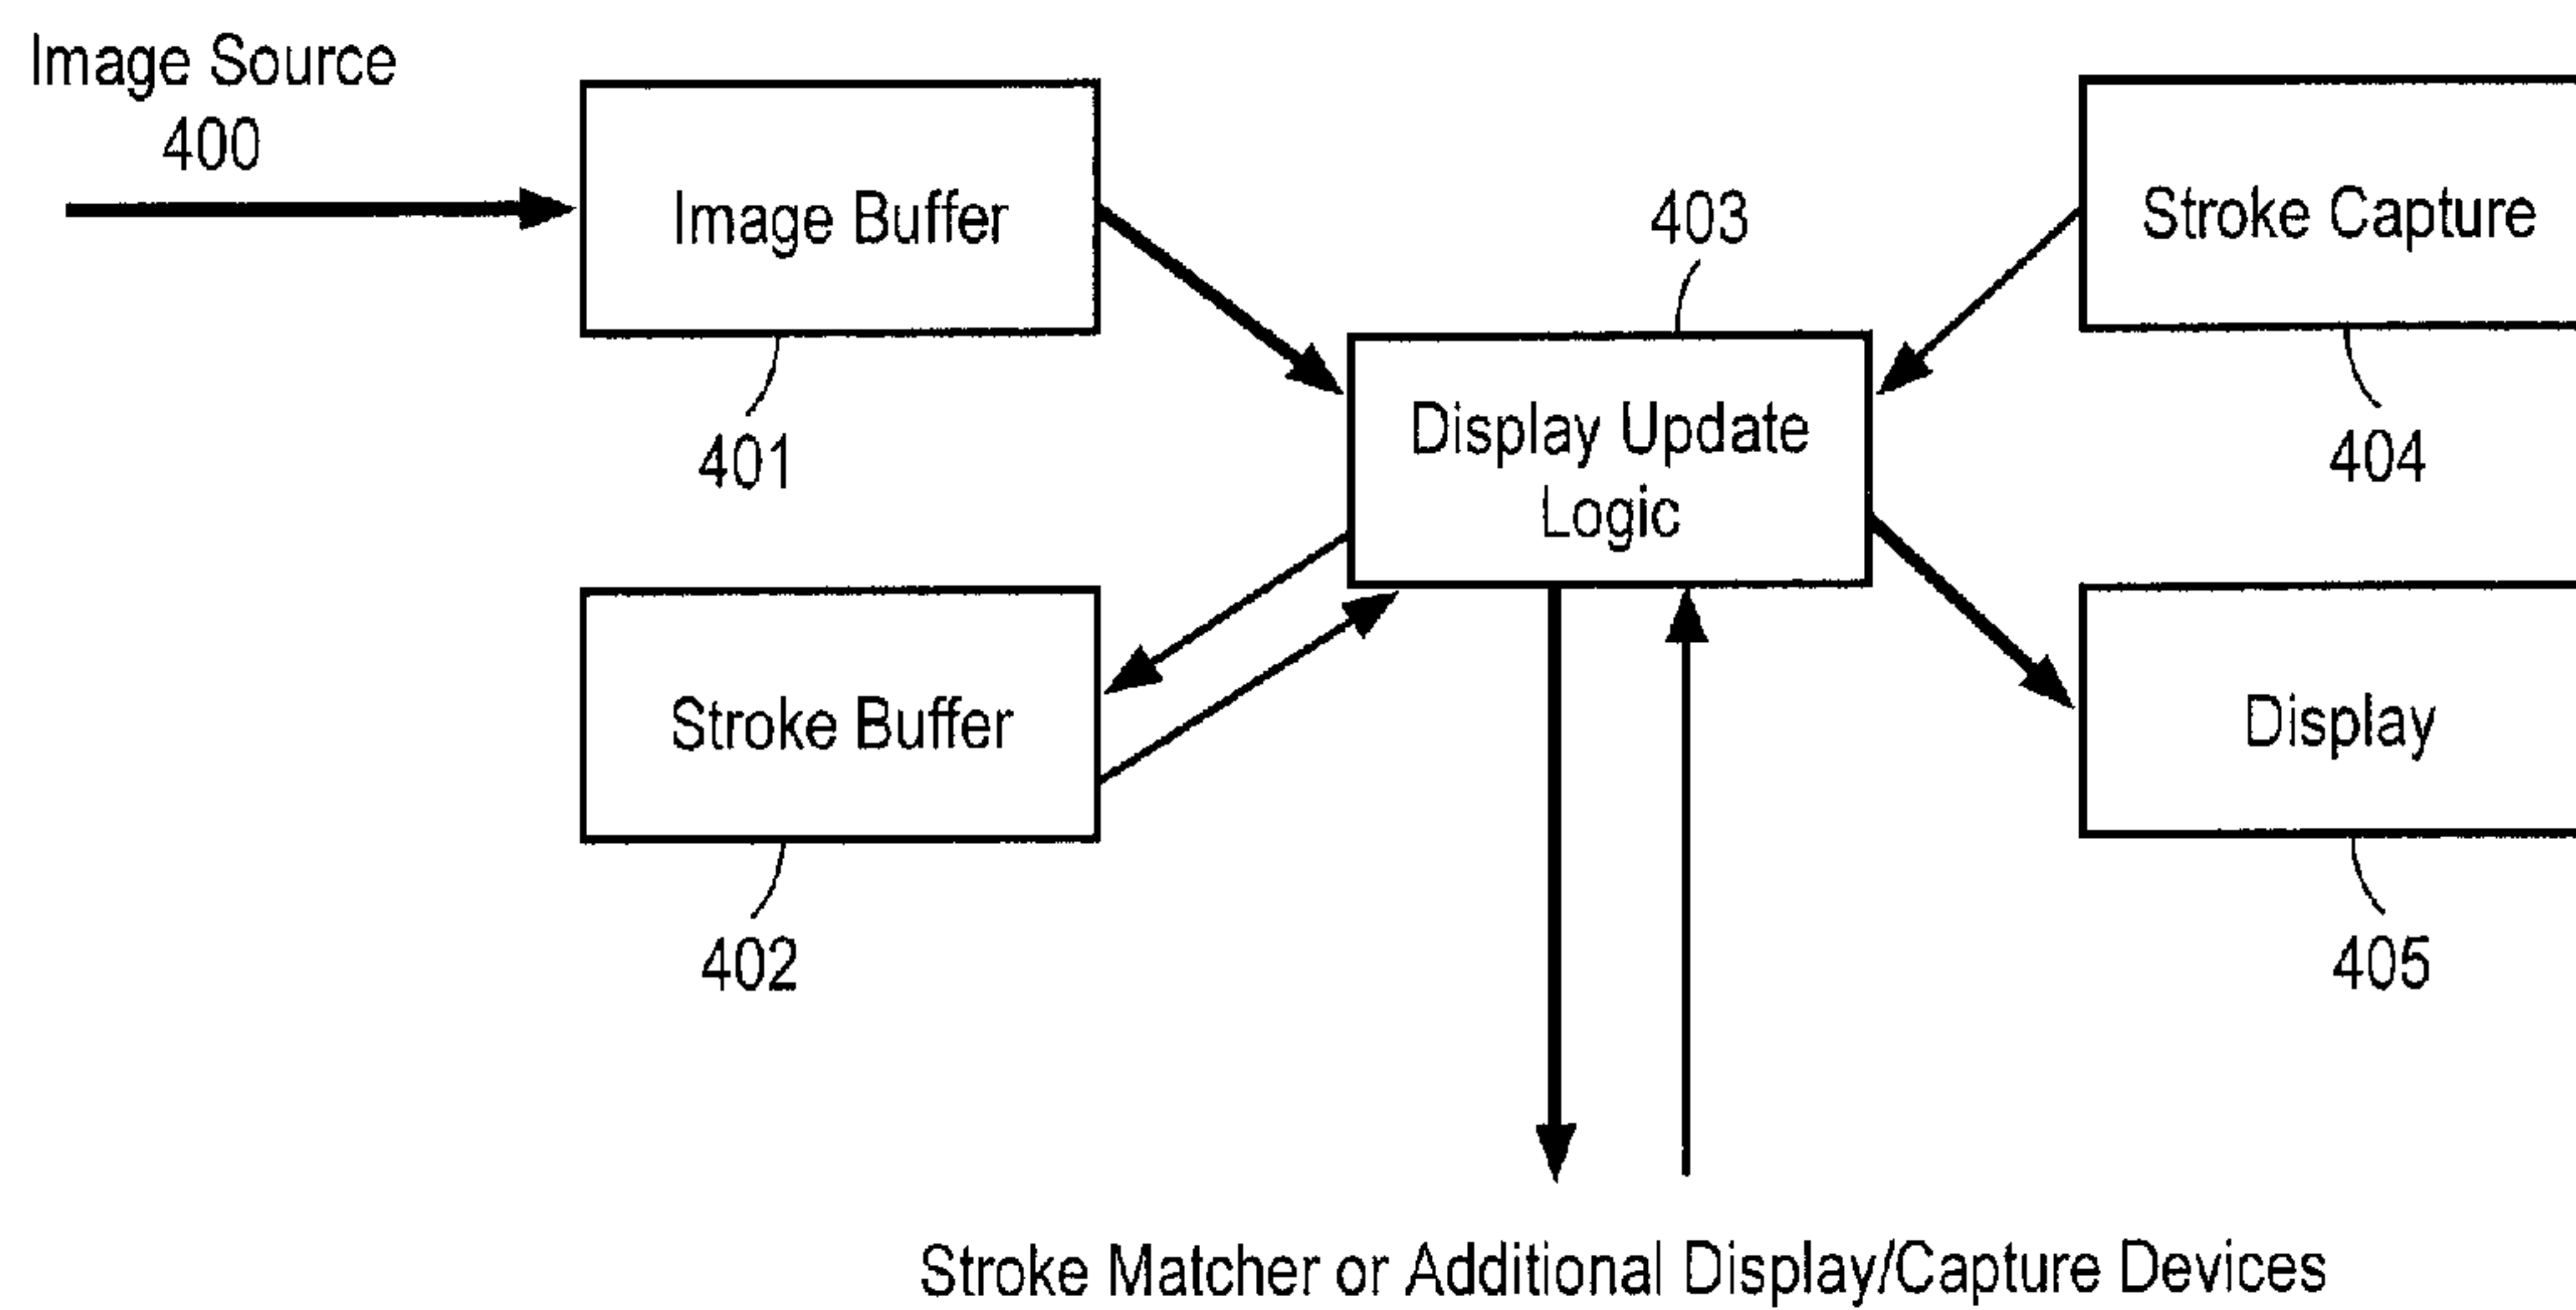 Image Source
400
Image Buffer
401
403
Display Update
Logic
Stroke Capture
404
Stroke Buffer
402
Display
405
Stroke Matcher or Additional Display/Capture Devices